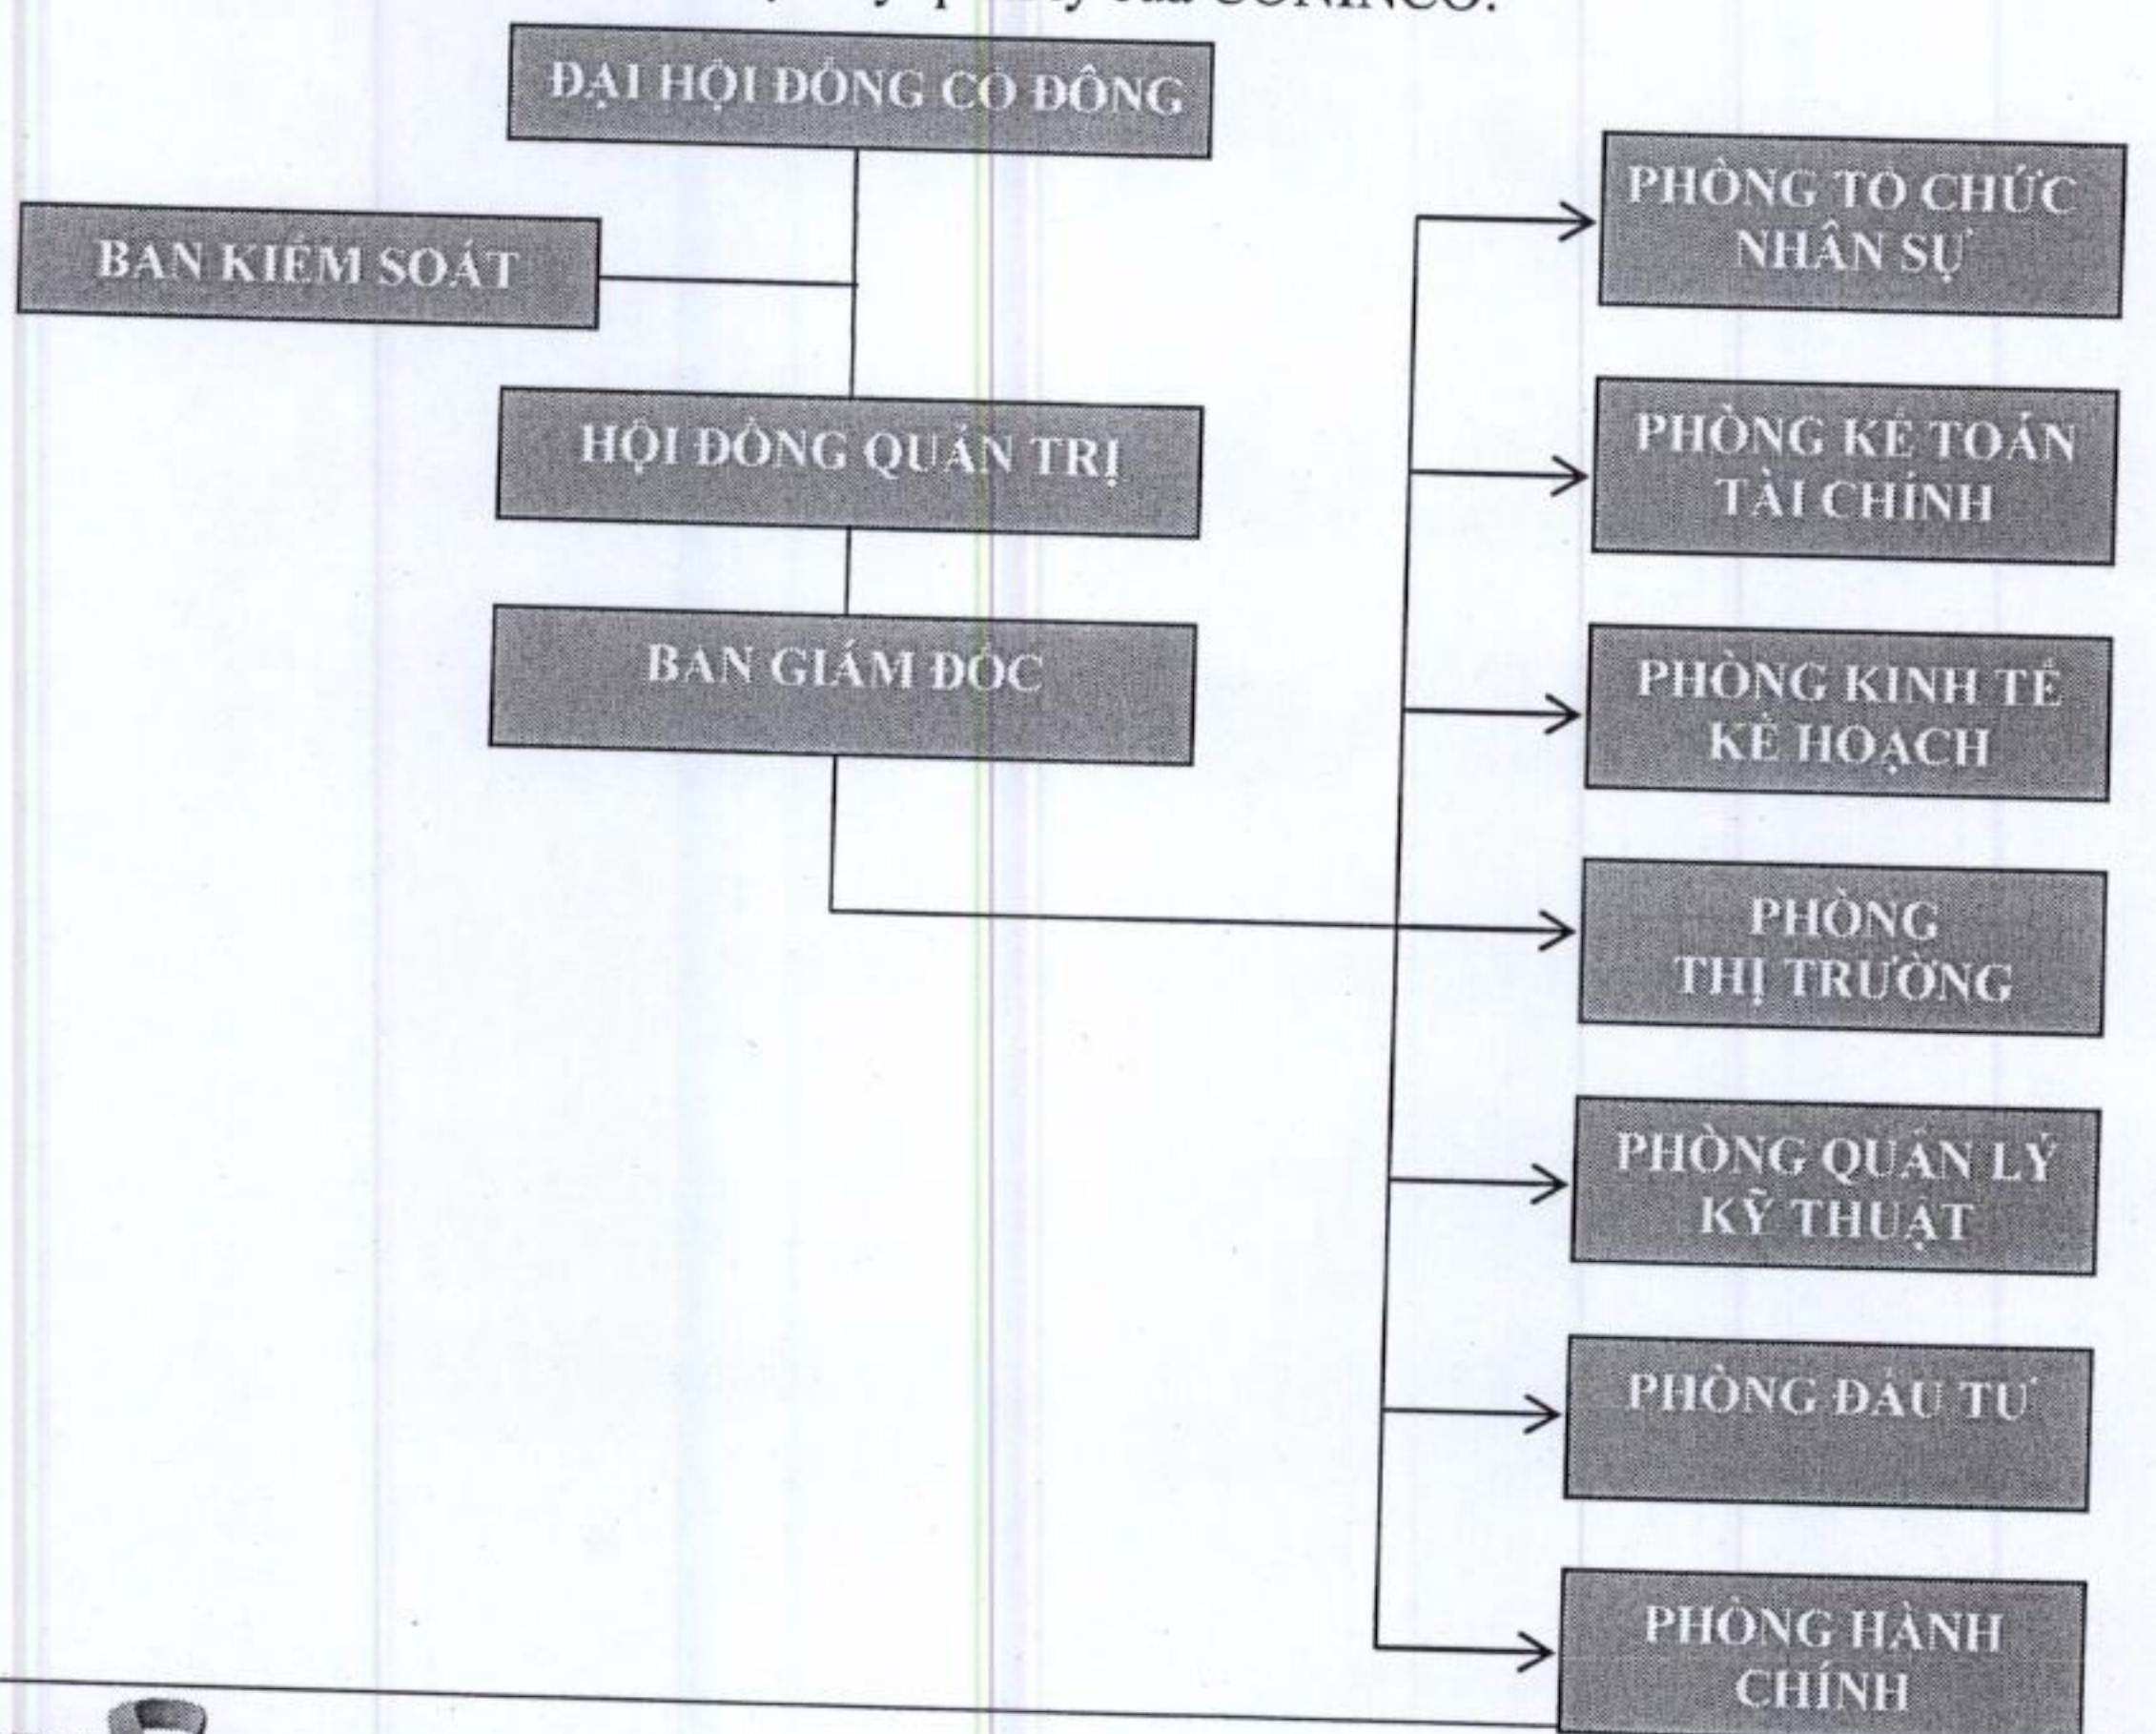 của CONINCO:
ĐẠI HỘI ĐỒNG CỔ ĐÔNG
BAN KIỂM SOÁT
HỘI ĐỒNG QUẢN TRỊ
BAN GIÁM ĐỐC
PHÒNG TỔ CHỨC
NHÂN SỰ
PHÒNG KẾ TOÁN
TÀI CHÍNH
PHÒNG KINH TẾ
KẾ HOẠCH
PHÒNG
THỊ TRƯỜNG
PHÒNG QUẢN LÝ
KỸ THUẬT
PHÒNG ĐẦU TƯ
PHÒNG HÀNH
CHÍNH